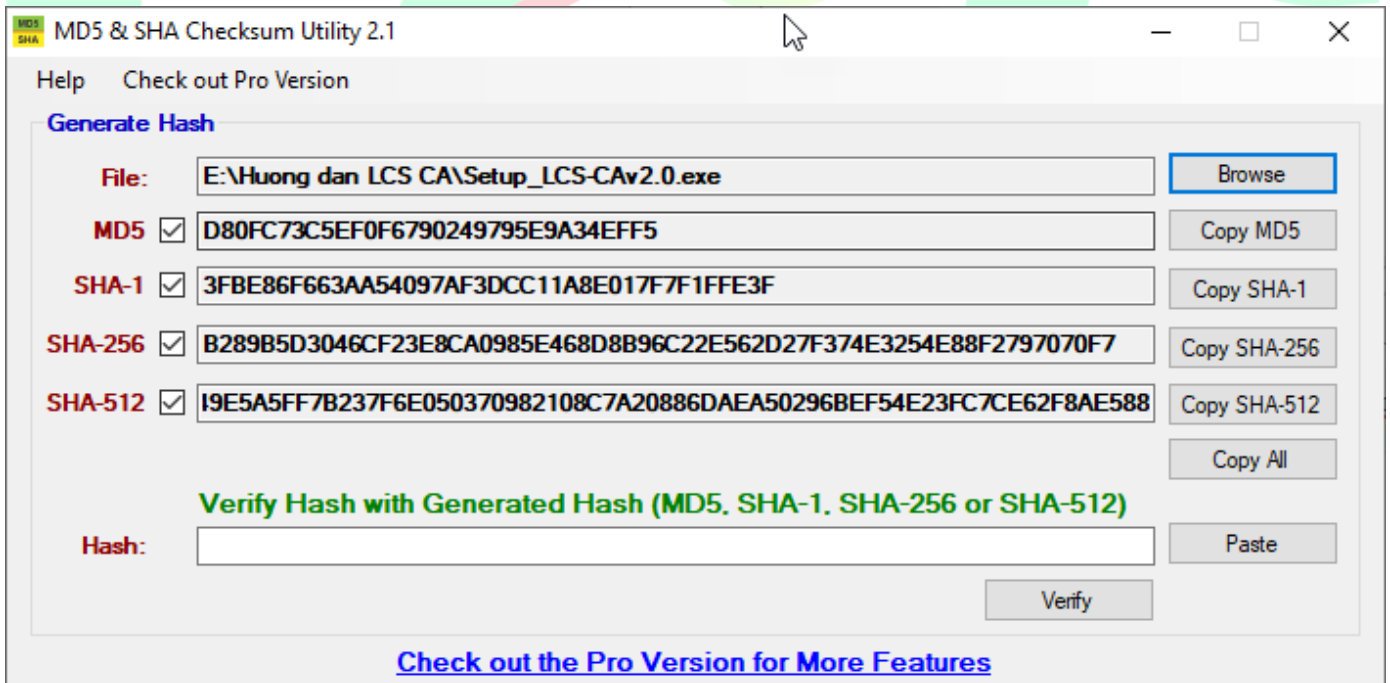 MD5 SHA MD5 & SHA Checksum Utility 2.1
Help Check out Pro Version
Generate Hash
File: E:\Huong dan LCS CA\Setup_LCS-CAv2.0.exe Browse
MD5 D80FC73C5EF0F6790249795E9A34EFF5 Copy MD5
SHA-1 3FBE86F663AA54097AF3DCC11A8E017F7F1FFE3F Copy SHA-1
SHA-256 B289B5D3046CF23E8CA0985E468D8B96C22E562D27F374E3254E88F2797070F7 Copy SHA-256
SHA-512 9E5A5FF7B237F6E050370982108C7A20886DAEA50296BEF54E23FC7CE62F8AE588 Copy SHA-512
Copy All
Verify Hash with Generated Hash (MD5, SHA-1, SHA-256 or SHA-512)
Hash: Paste
Verify
Check out the Pro Version for More Features